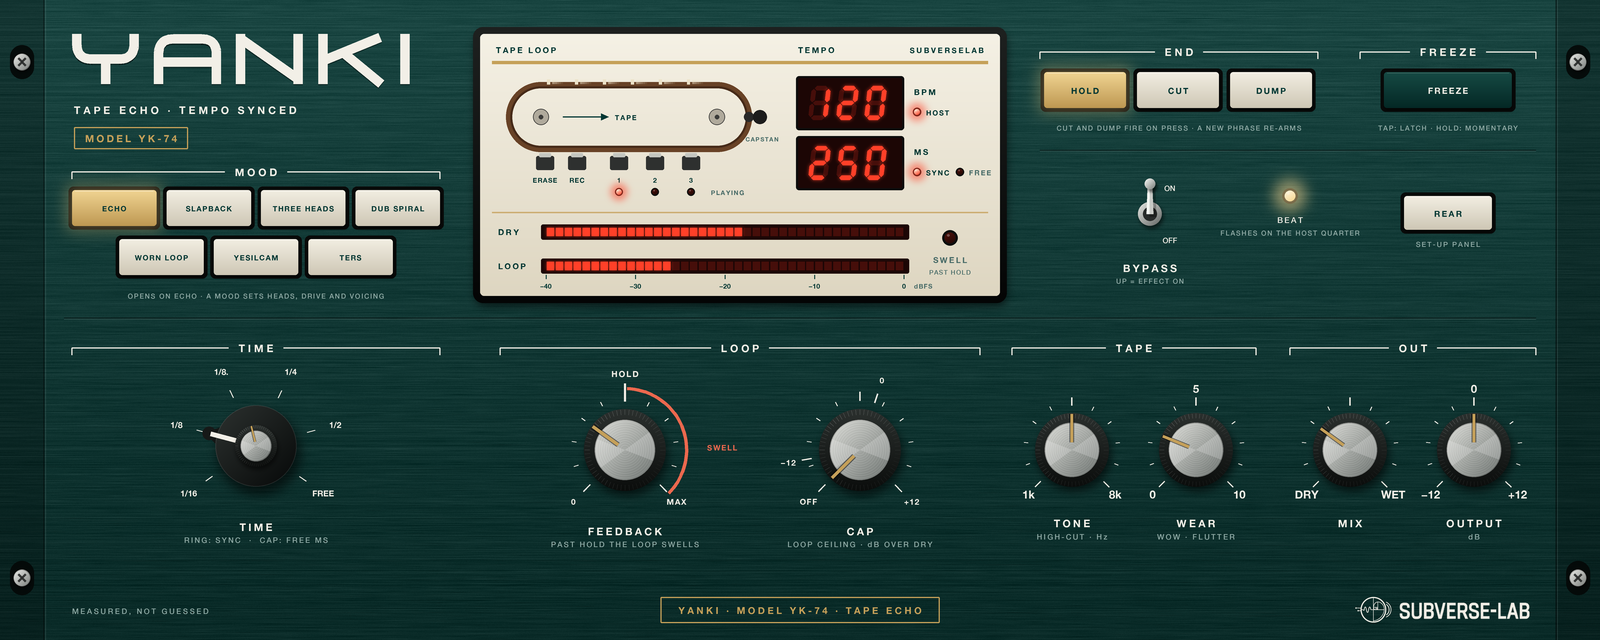 YANKI
TAPE ECHO · TEMPO SYNCED
MODEL YK-74
MOOD
ECHO SLAPBACK THREE HEADS DUB SPIRAL
WORN LOOP YESILCAM TERS
OPENS ON ECHO · A MOOD SETS HEADS, DRIVE AND VOICING
TAPE LOOP TEMPO SUBVERSELAB
TAPE
CAPSTAN
ERASE REC 1 2 3
PLAYING
120 BPM
HOST
250 MS
SYNC FREE
DRY
LOOP
SWELL
PAST HOLD
−40 −30 −20 −10 0 dBFS
END
HOLD CUT DUMP
CUT AND DUMP FIRE ON PRESS · A NEW PHRASE RE-ARMS
FREEZE
FREEZE
TAP: LATCH · HOLD: MOMENTARY
ON
OFF
BYPASS
UP = EFFECT ON
BEAT
FLASHES ON THE HOST QUARTER
REAR
SET-UP PANEL
TIME
1/8. 1/4
1/8 1/2
1/16 FREE
TIME
RING: SYNC · CAP: FREE MS
LOOP
HOLD
SWELL
0 MAX
FEEDBACK
PAST HOLD THE LOOP SWELLS
0
−12
OFF +12
CAP
LOOP CEILING · dB OVER DRY
TAPE
1k 8k
TONE
HIGH-CUT · Hz
5
0 10
WEAR
WOW · FLUTTER
OUT
DRY WET
MIX
0
−12 +12
OUTPUT
dB
MEASURED, NOT GUESSED
YANKI · MODEL YK-74 · TAPE ECHO
SUBVERSE-LAB